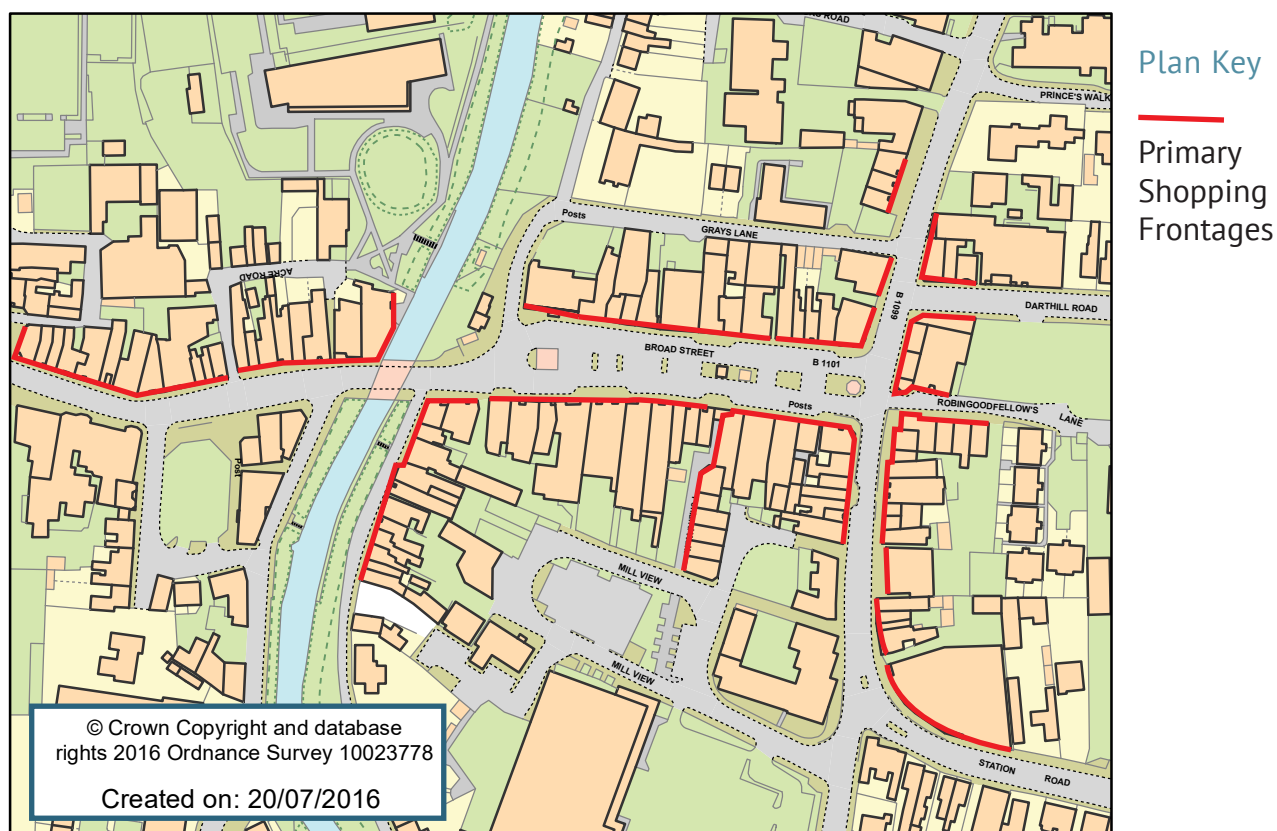 ROAD
PRINCE'S WALK
Plan Key
Primary
Shopping
Frontages
Posts
GRAYS LANE
ACRE ROAD
B 1099
DARTHILL ROAD
BROAD STREET
B 1101
Posts
ROBINGOODFELLOW'S
LANE
Post
MILL VIEW
MILL VIEW
STATION ROAD
© Crown Copyright and database
rights 2016 Ordnance Survey 10023778
Created on: 20/07/2016